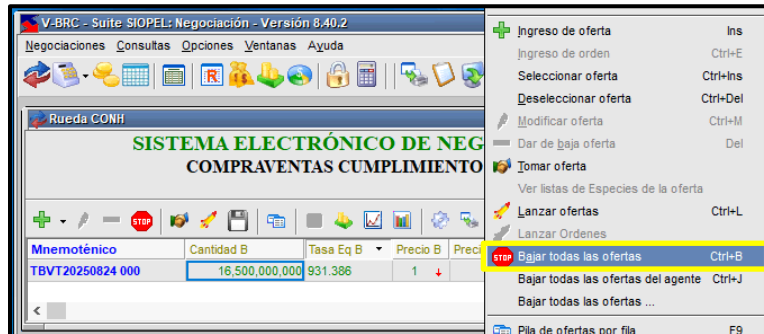 V-BRC - Suite SIOPEL: Negociación - Versión 8.40.2
Negociaciones Consultas Opciones Ventanas Ayuda
Rueda CONH
SISTEMA ELECTRÓNICO DE NEG
COMPRAVENTAS CUMPLIMIENTO
Mnemotécnico Cantidad B Tasa Eq B Precio B Preci
TBVT20250824 000 16,500,000,000 931.386 1
Ingreso de oferta Ins
Ingreso de orden Ctrl+E
Seleccionar oferta Ctrl+Ins
Deseleccionar oferta Ctrl+Del
Modificar oferta Ctrl+M
Dar de baja oferta Del
Tomar oferta
Ver listas de Especies de la oferta
Lanzar ofertas Ctrl+L
Lanzar Ordenes
STOP Bajar todas las ofertas Ctrl+B
Bajar todas las ofertas del agente Ctrl+J
Bajar todas las ofertas ...
Pila de ofertas por fila F9